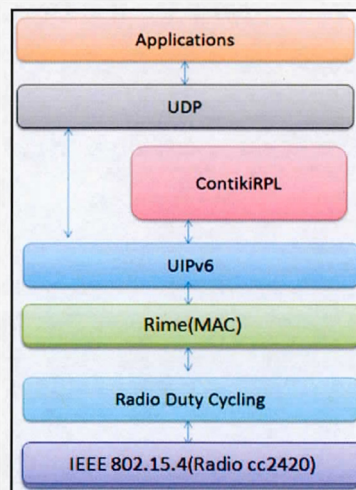 Applications
UDP
ContikiRPL
UIPv6
Rime(MAC)
Radio Duty Cycling
IEEE 802.15.4(Radio cc2420)